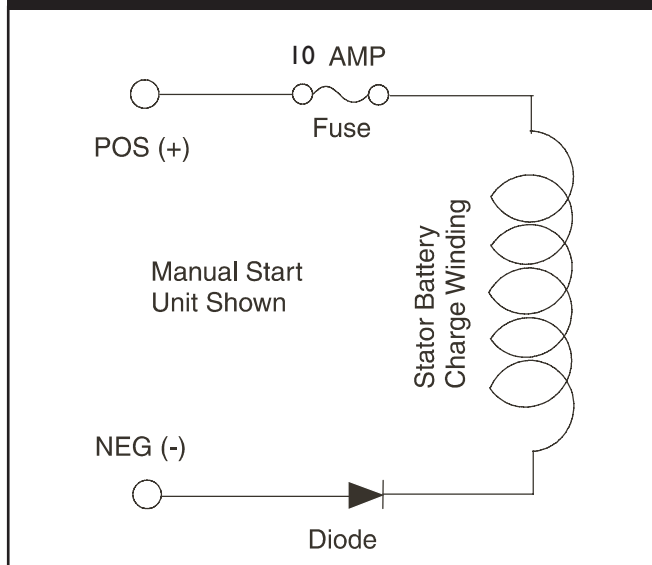 10 AMP
Fuse
POS (+)
Manual Start
Unit Shown
Stator Battery
Charge Winding
NEG (-)
Diode